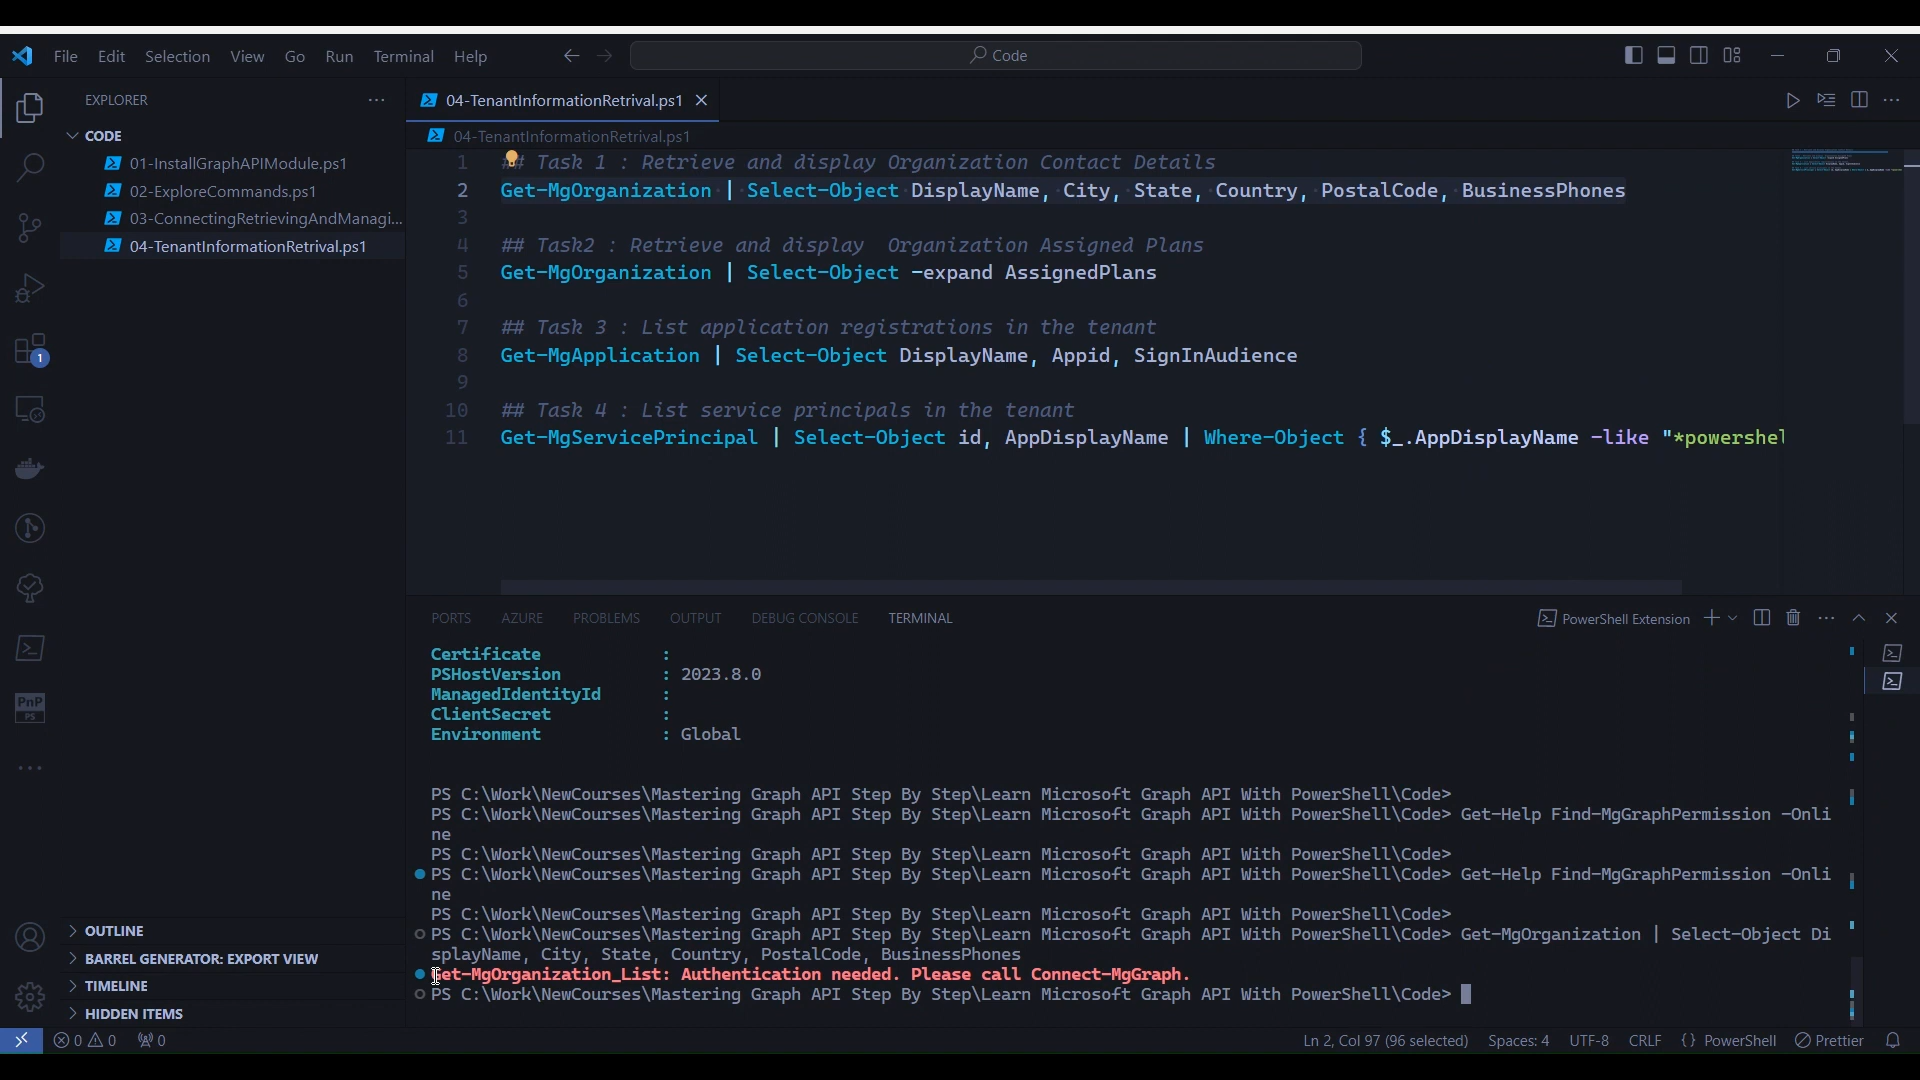 File Edit Selection View Go Run Terminal Help
Code
EXPLORER
CODE
01-InstallGraphAPIModule.ps1
02-ExploreCommands.ps1
03-ConnectingRetrievingAndManagi...
04-TenantInformationRetrival.ps1
1
PnP
PS
OUTLINE
BARREL GENERATOR: EXPORT VIEW
TIMELINE
HIDDEN ITEMS
04-TenantInformationRetrival.ps1
04-TenantInformationRetrival.ps1
1 ## Task 1 : Retrieve and display Organization Contact Details
2 Get-MgOrganization | Select-Object DisplayName, City, State, Country, PostalCode, BusinessPhones
3
4 ## Task2 : Retrieve and display  Organization Assigned Plans
5 Get-MgOrganization | Select-Object -expand AssignedPlans
6
7 ## Task 3 : List application registrations in the tenant
8 Get-MgApplication | Select-Object DisplayName, Appid, SignInAudience
9
10 ## Task 4 : List service principals in the tenant
11 Get-MgServicePrincipal | Select-Object id, AppDisplayName | Where-Object { $_.AppDisplayName -like "*powershel
PORTS AZURE PROBLEMS OUTPUT DEBUG CONSOLE TERMINAL
PowerShell Extension
Certificate :
PSHostVersion : 2023.8.0
ManagedIdentityId :
ClientSecret :
Environment : Global
PS C:\Work\NewCourses\Mastering Graph API Step By Step\Learn Microsoft Graph API With PowerShell\Code>
PS C:\Work\NewCourses\Mastering Graph API Step By Step\Learn Microsoft Graph API With PowerShell\Code> Get-Help Find-MgGraphPermission -Onli
ne
PS C:\Work\NewCourses\Mastering Graph API Step By Step\Learn Microsoft Graph API With PowerShell\Code>
PS C:\Work\NewCourses\Mastering Graph API Step By Step\Learn Microsoft Graph API With PowerShell\Code> Get-Help Find-MgGraphPermission -Onli
ne
PS C:\Work\NewCourses\Mastering Graph API Step By Step\Learn Microsoft Graph API With PowerShell\Code>
PS C:\Work\NewCourses\Mastering Graph API Step By Step\Learn Microsoft Graph API With PowerShell\Code> Get-MgOrganization | Select-Object Di
splayName, City, State, Country, PostalCode, BusinessPhones
Get-MgOrganization_List: Authentication needed. Please call Connect-MgGraph.
PS C:\Work\NewCourses\Mastering Graph API Step By Step\Learn Microsoft Graph API With PowerShell\Code>
0 0 0 Ln 2, Col 97 (96 selected) Spaces: 4 UTF-8 CRLF {} PowerShell Prettier